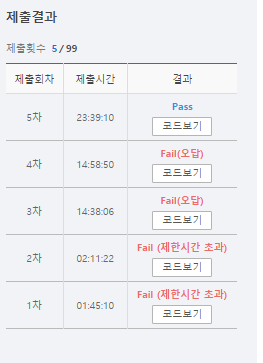 제출결과
제출횟수 5 / 99
제출회차 제출시간 결과
5차 23:39:10 Pass
코드보기
4차 14:58:50 Fail(오답)
코드보기
3차 14:38:06 Fail(오답)
코드보기
2차 02:11:22 Fail (제한시간 초과)
코드보기
1차 01:45:10 Fail (제한시간 초과)
코드보기